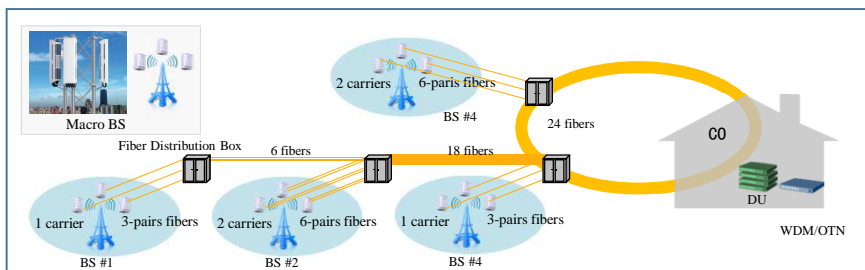 Macro BS
2 carriers
6-paris fibers
BS #4
24 fibers
CO
DU
WDM/OTN
Fiber Distribution Box
6 fibers
18 fibers
1 carrier
3-pairs fibers
BS #1
2 carriers
6-pairs fibers
BS #2
1 carrier
3-pairs fibers
BS #4